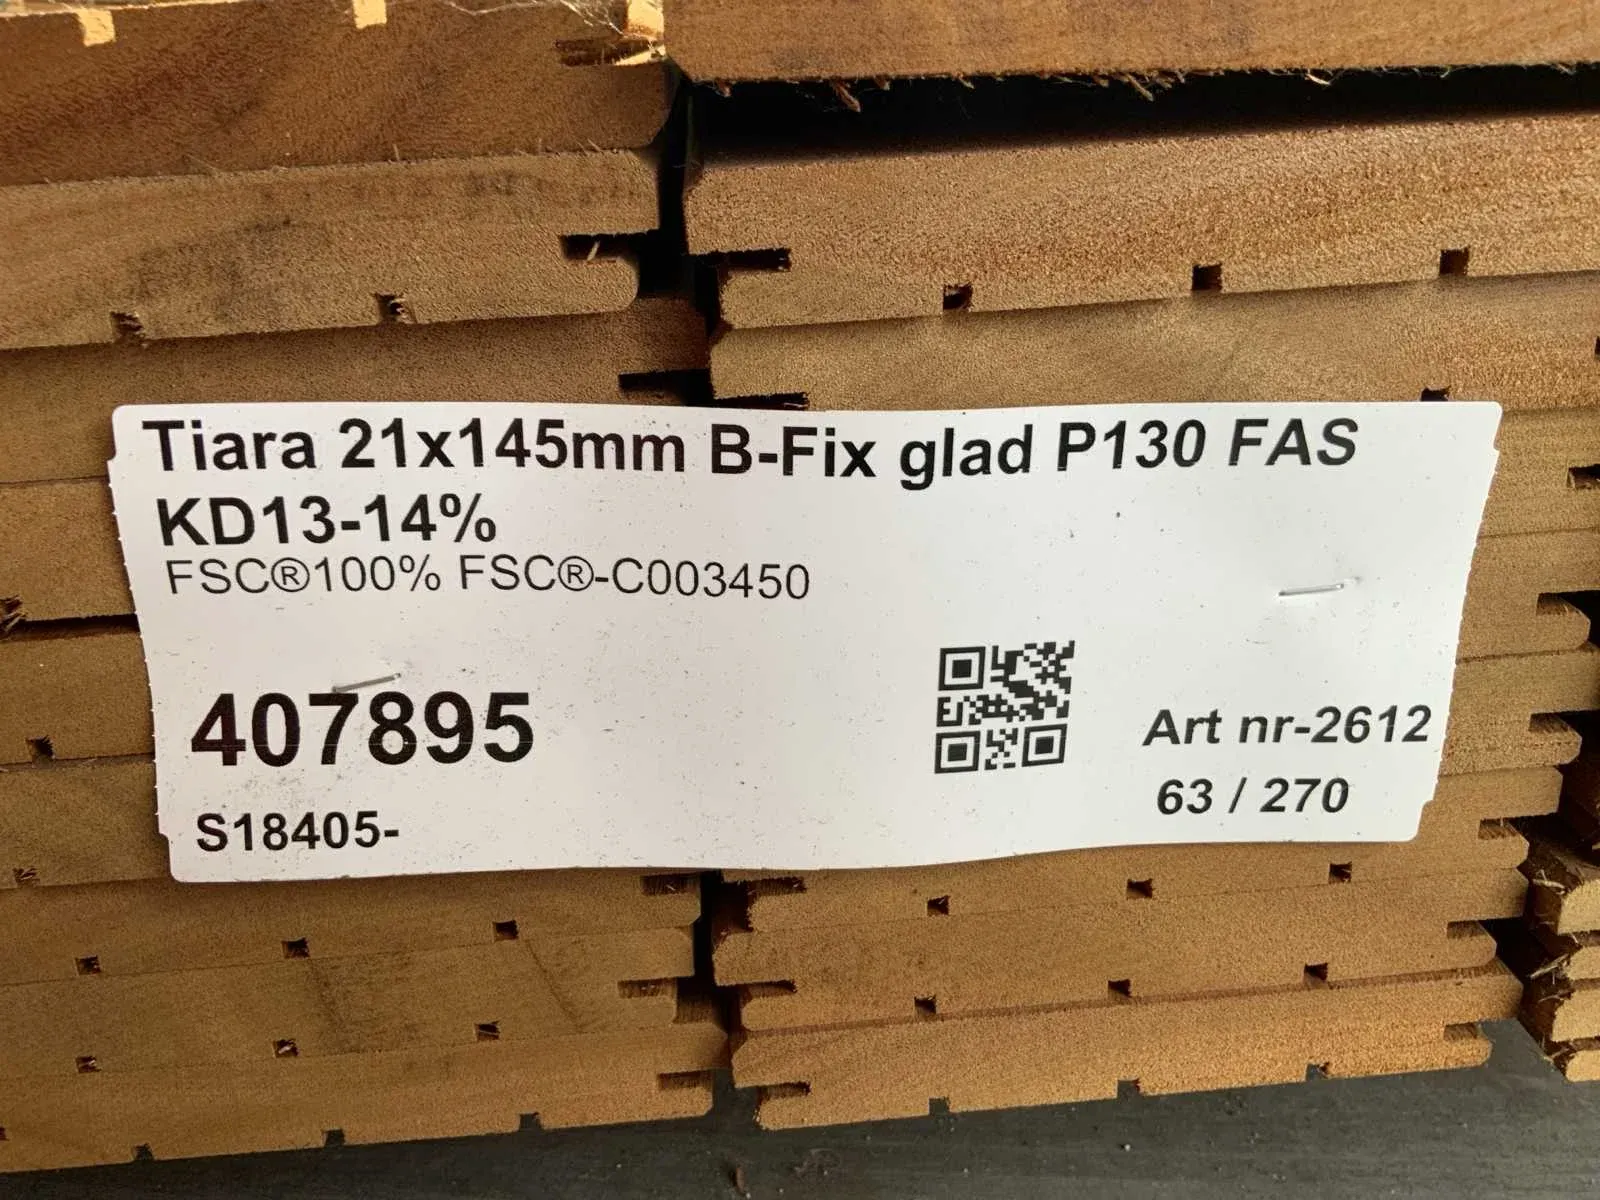 Tiara 21x145mm B-Fix glad P130 FAS
KD13-14%
FSC®100% FSC®-C003450
407895
Art nr-2612
63 / 270
S18405-